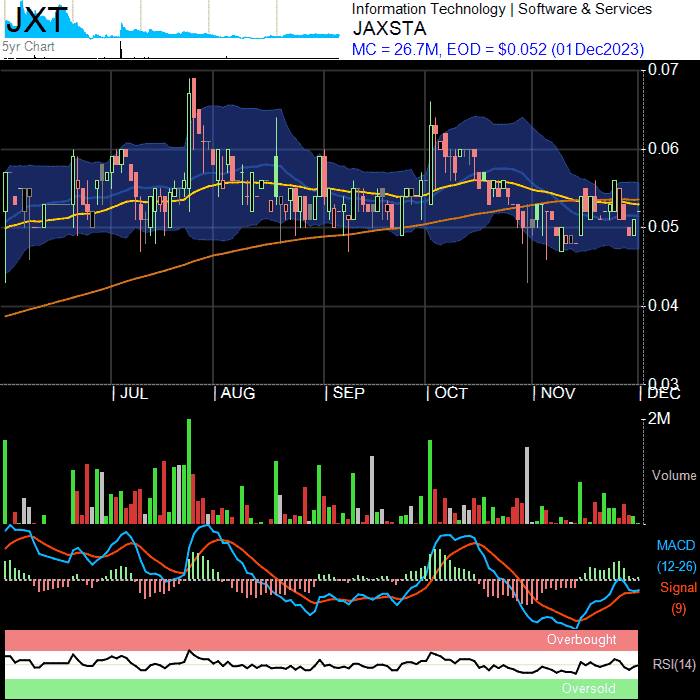 JXT
5yr Chart
Information Technology | Software & Services
JAXSTA
MC = 26.7M, EOD = $0.052 (01Dec2023)
0.07
0.06
0.05
0.04
0.03
| JUL
| AUG
| SEP
| OCT
| NOV
| DEC
2M
Volume
MACD
(12-26)
Signal
(9)
Overbought
RSI(14)
Oversold